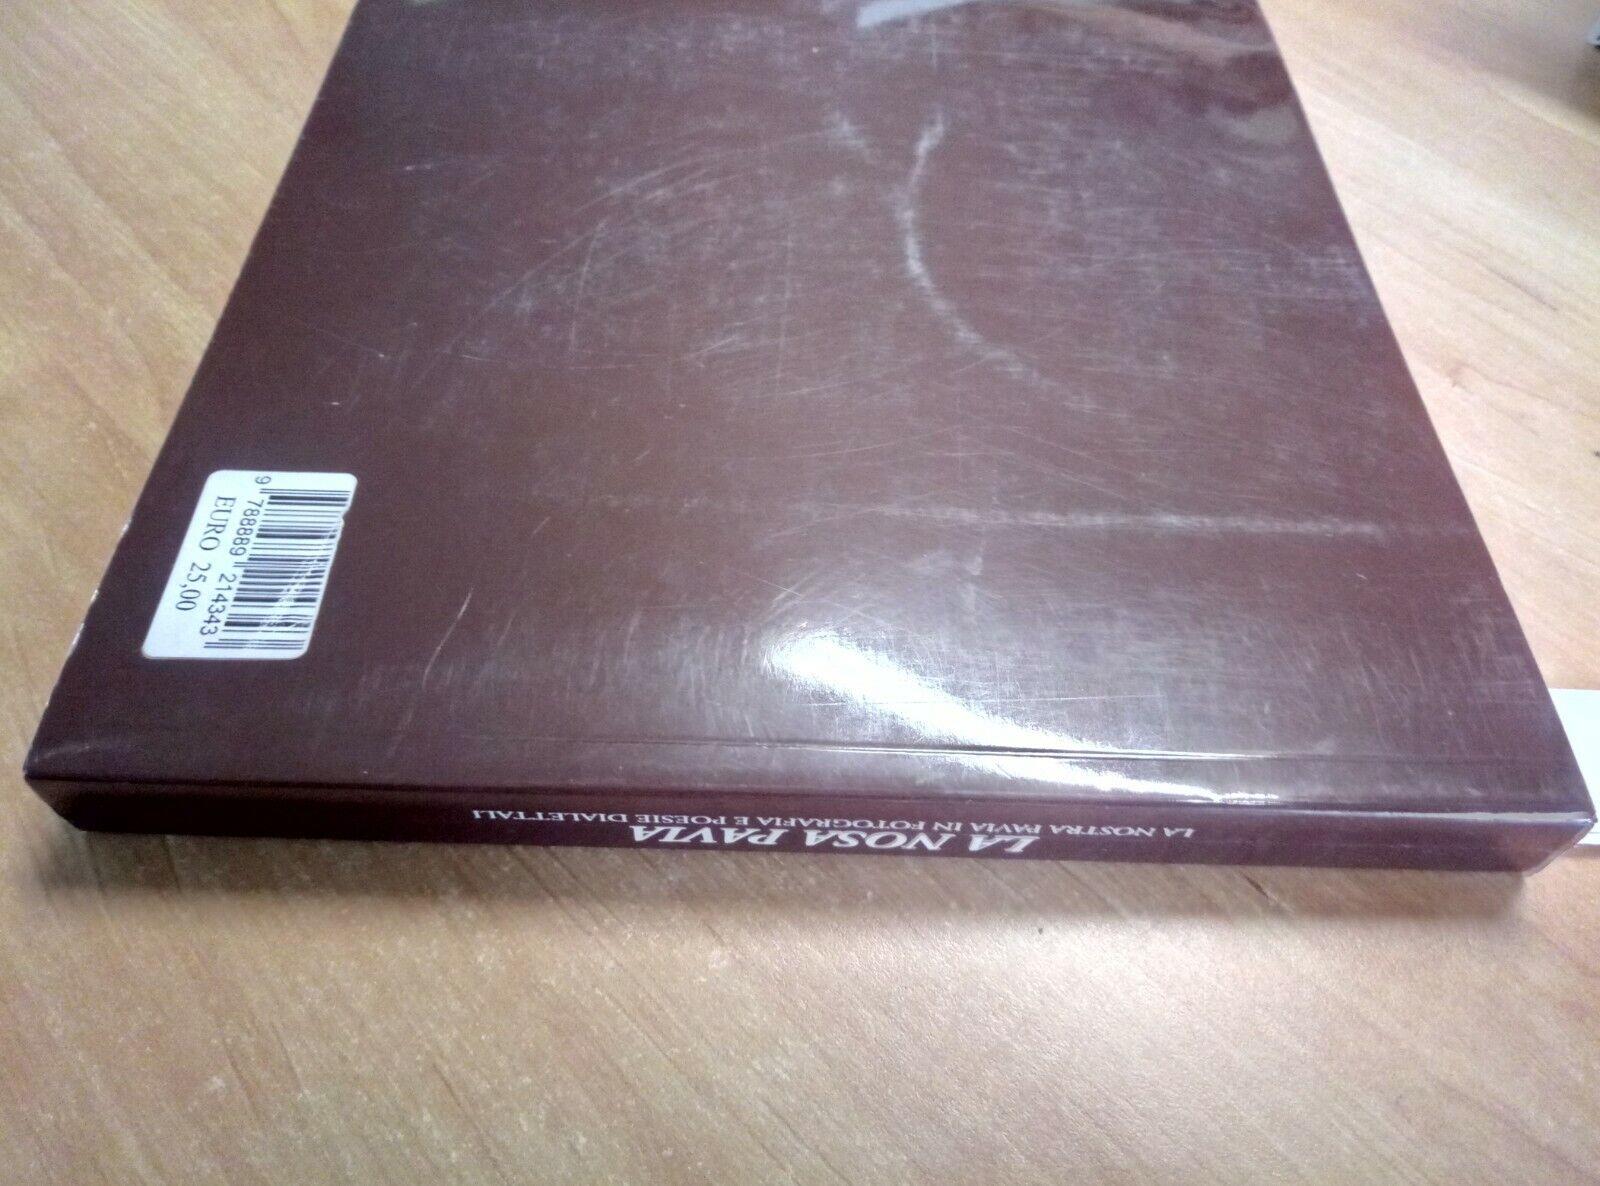 LA NOSA PAVIA
LA NOSTRA PAVIA IN FOTOGRAFIA E POESIE DIALETTALI
9 788889 214343
EURO 25,00